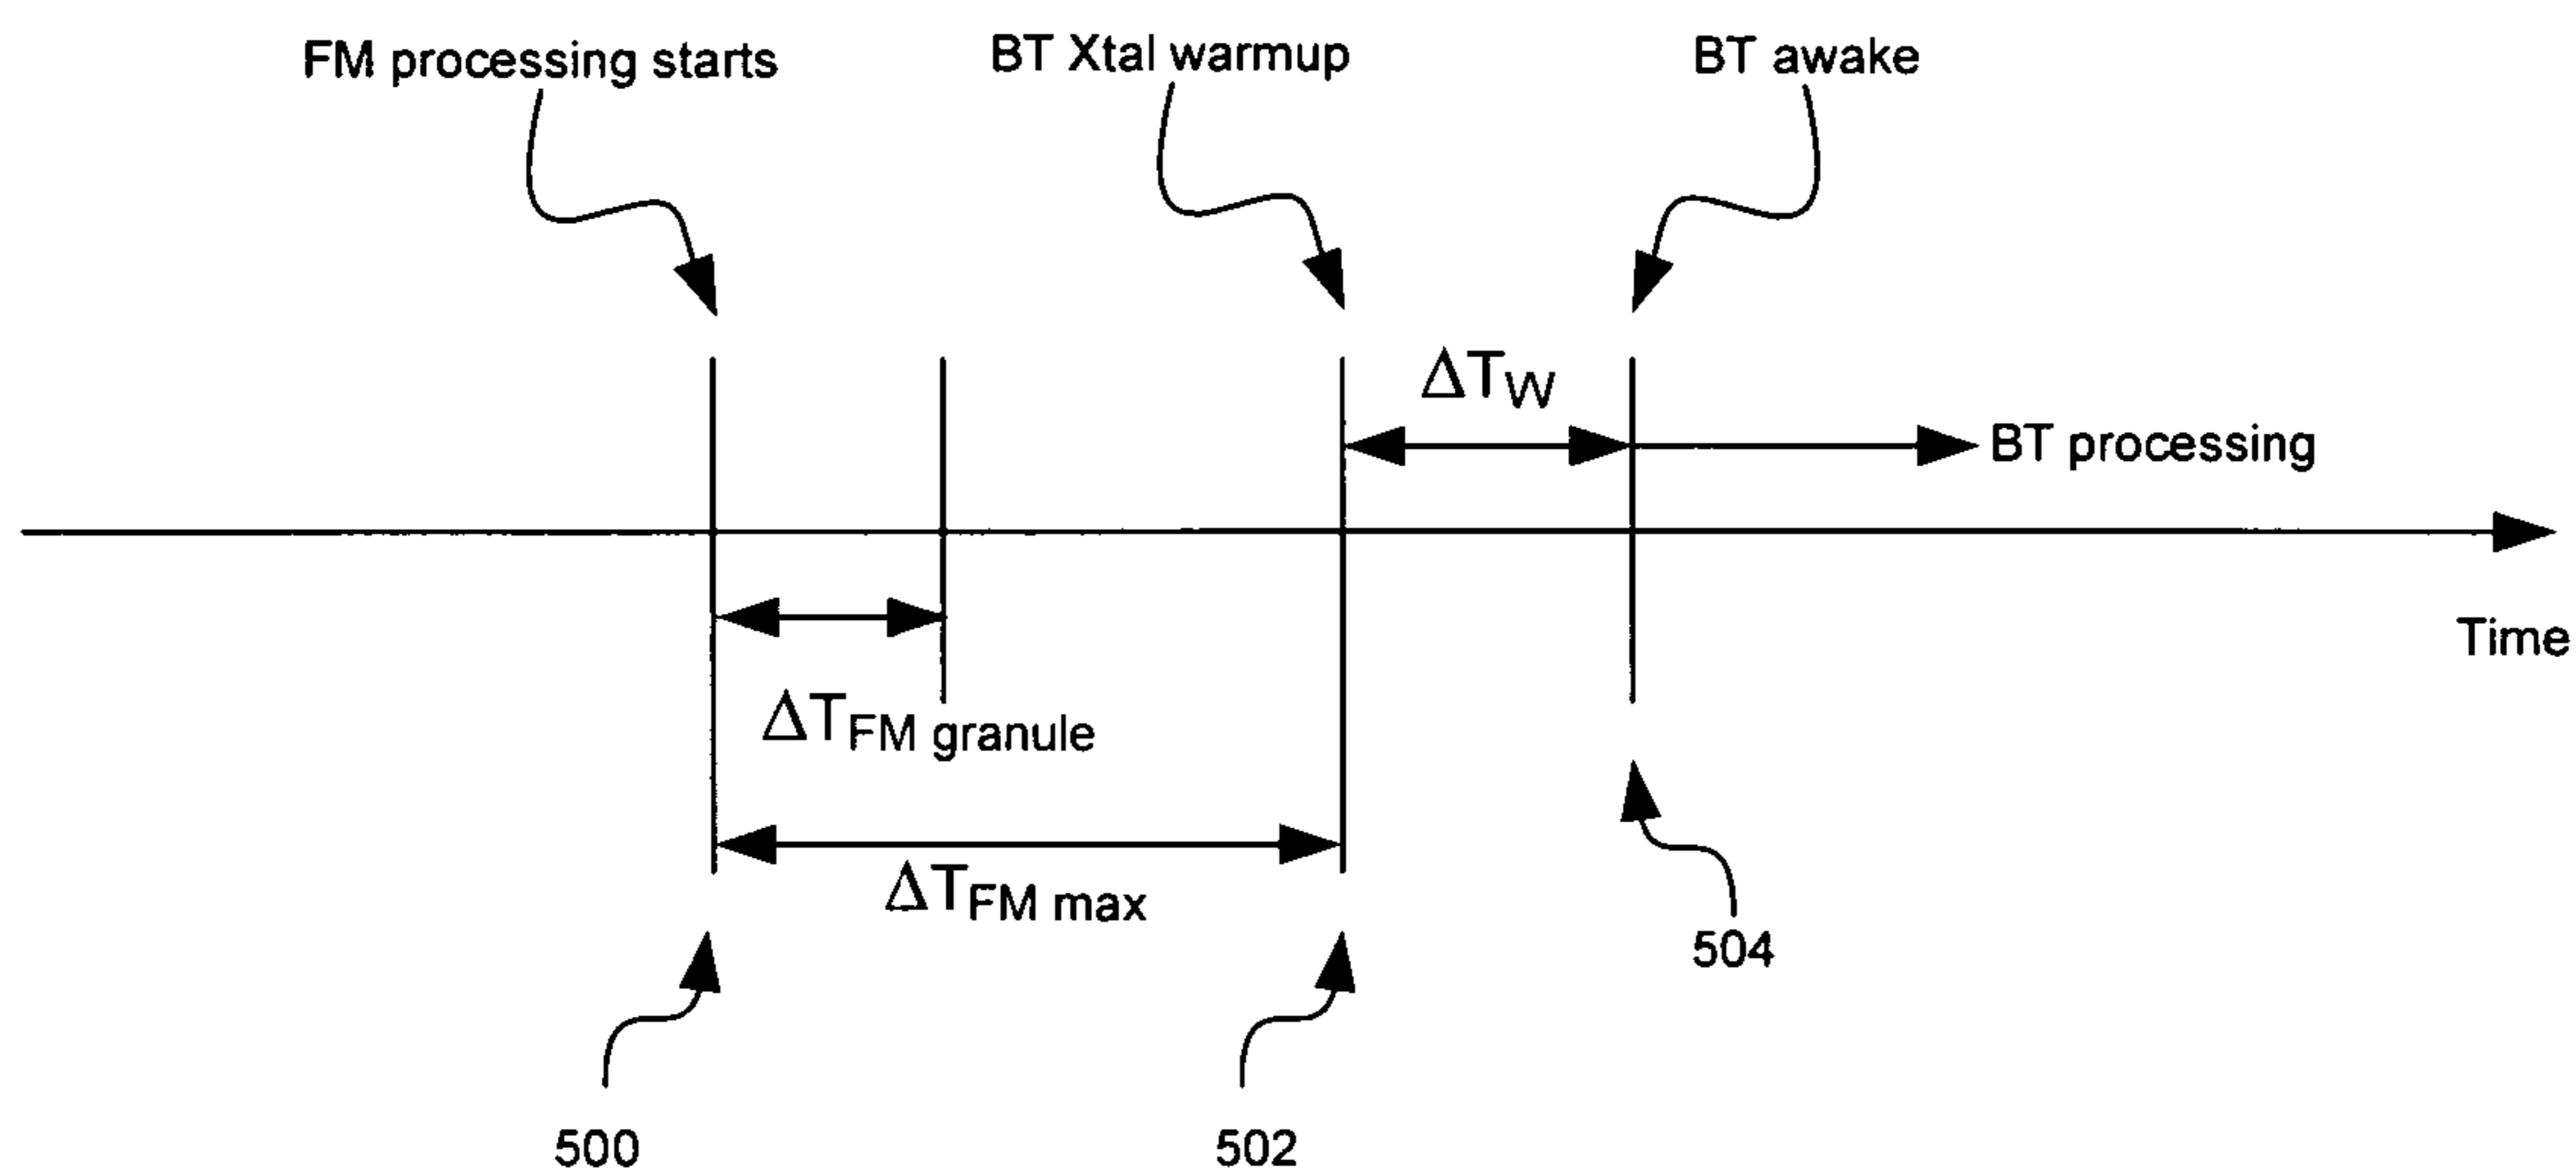 FM processing starts
BT Xtal warmup
BT awake
ΔTW
BT processing
Time
ΔTFM granule
ΔTFM max
504
500
502